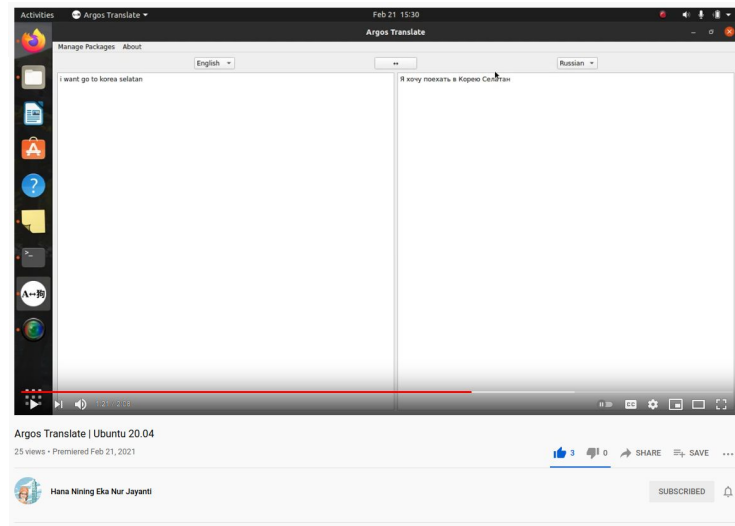 Activities Argos Translate Feb 21 15:30
Argos Translate
Manage Packages About
English ↔ Russian
i want go to korea selatan Я хочу поехать в Корею Селатан
A↔狗
CC
Argos Translate | Ubuntu 20.04
25 views • Premiered Feb 21, 2021
3 0 SHARE SAVE
Hana Nining Eka Nur Jayanti SUBSCRIBED